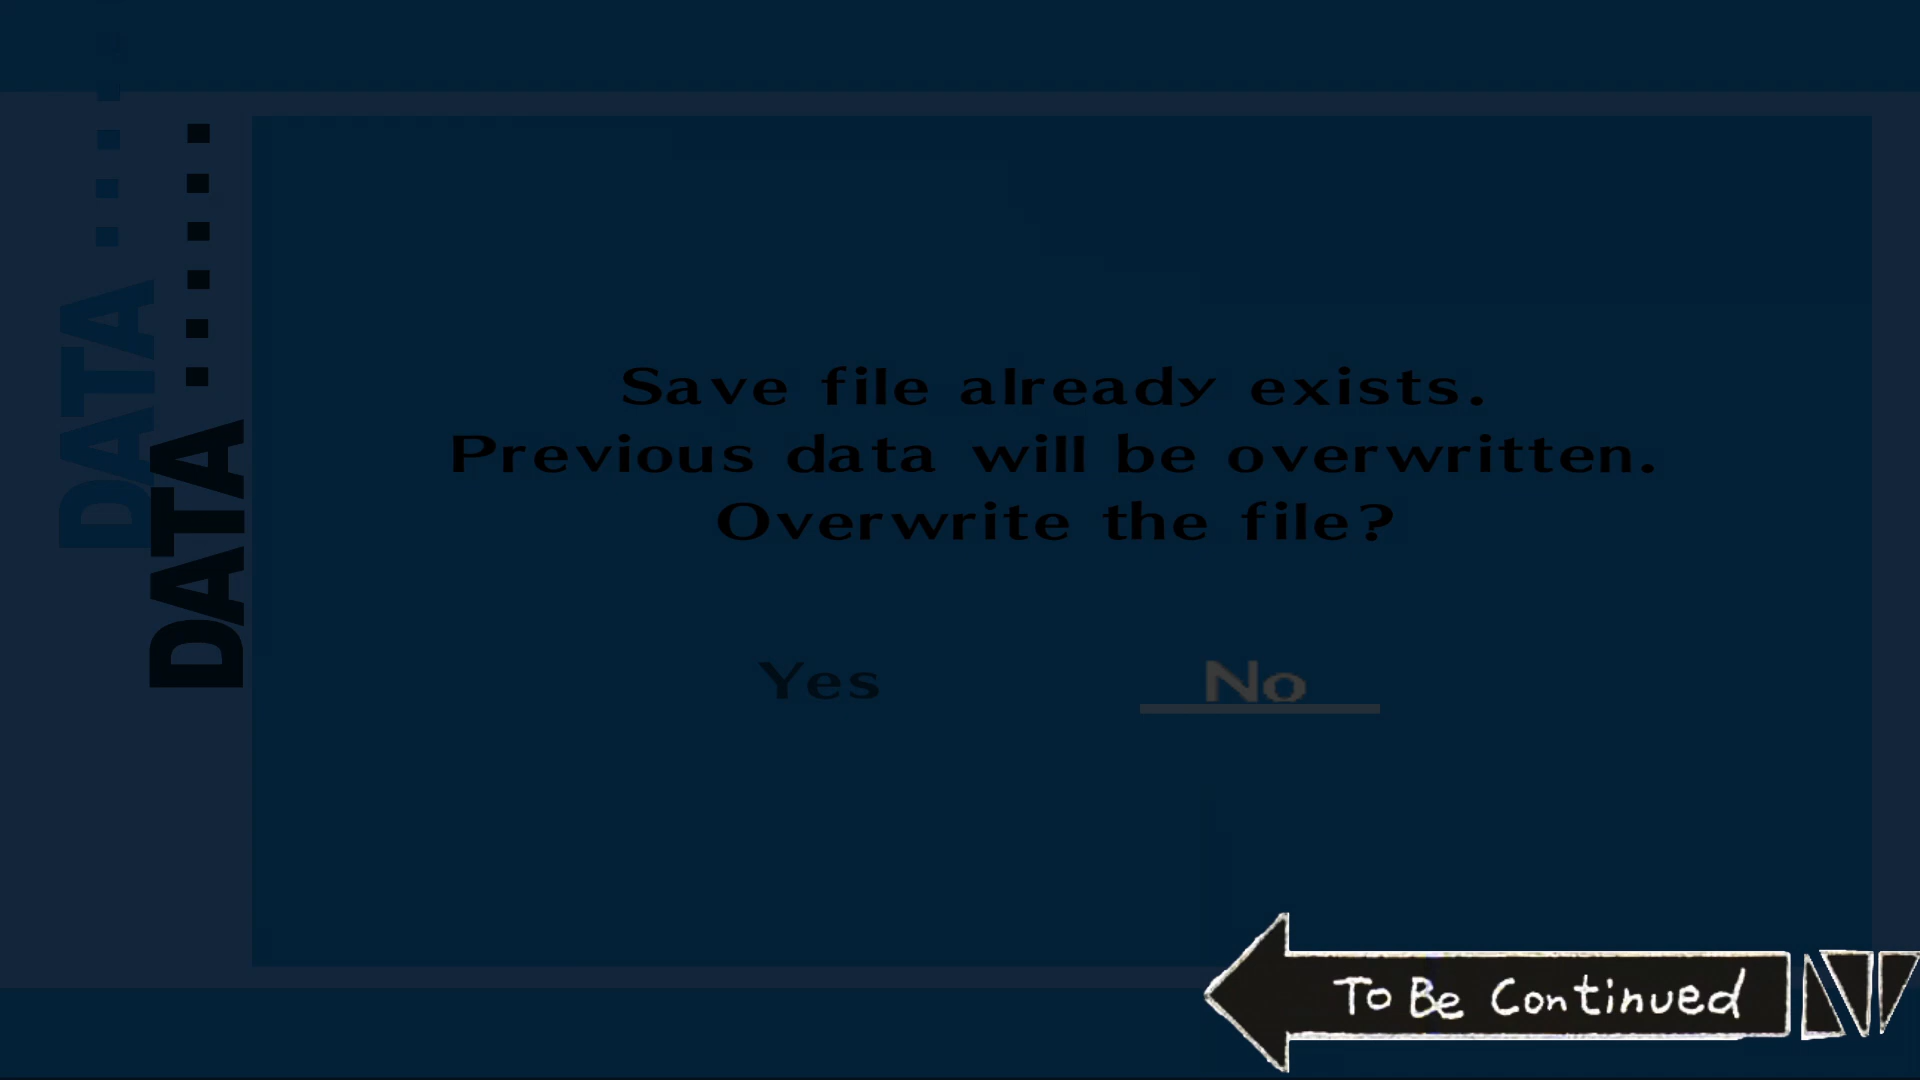 DATA
DATA
Save file already exists.
Previous data will be overwritten.
Overwrite the file?
Yes No
To Be Continued